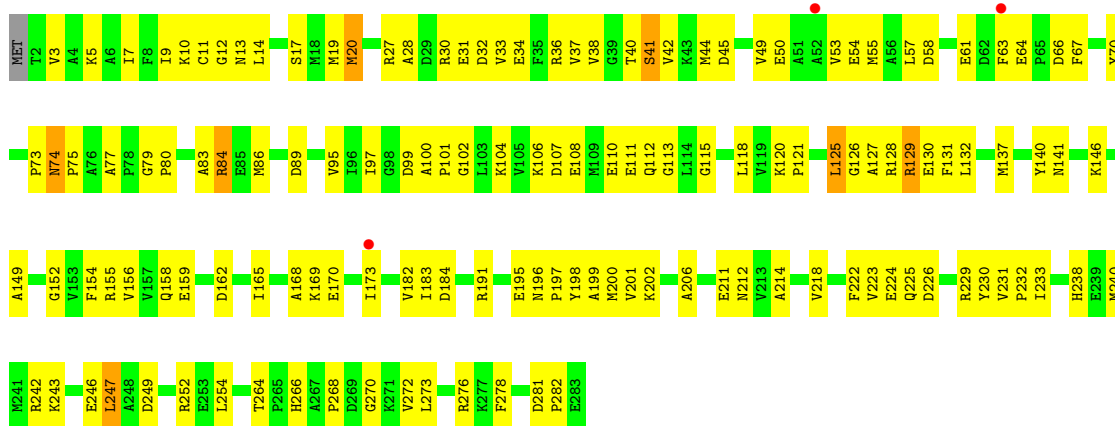 MET T2 V3 A4 K5 A6 I7 F8 I9 K10 C11 G12 N13 L14 S17 M18 M19 M20 R27 A28 D29 R30 E31 D32 V33 E34 F35 R36 V37 V38 G39 T40 S41 V42 K43 M44 D45 V49 E50 A51 A52 V53 E54 M55 A56 L57 D58 E61 D62 F63 E64 P65 D66 F67
P73 N74 P75 A76 A77 P78 G79 P80 A83 R84 E85 M86 D89 V95 I96 I97 G98 D99 A100 P101 G102 L103 K104 V105 K106 D107 E108 M109 E110 E111 Q112 G113 L114 G115 L118 V119 K120 P121 L125 G126 A127 R128 R129 E130 F131 L132 M137 Y140 N141 K146
A149 G152 V153 F154 R155 V156 V157 Q158 E159 D162 I165 A168 K169 E170 I173 V182 I183 D184 R191 E195 N196 P197 Y198 A199 M200 V201 K202 A206 E211 N212 V213 A214 V218 F222 V223 E224 Q225 D226 R229 Y230 V231 P232 I233 H238 E239 M240
M241 R242 K243 E246 L247 A248 D249 R252 E253 L254 T264 P265 H266 A267 P268 D269 G270 K271 V272 L273 R276 K277 F278 D281 P282 E283